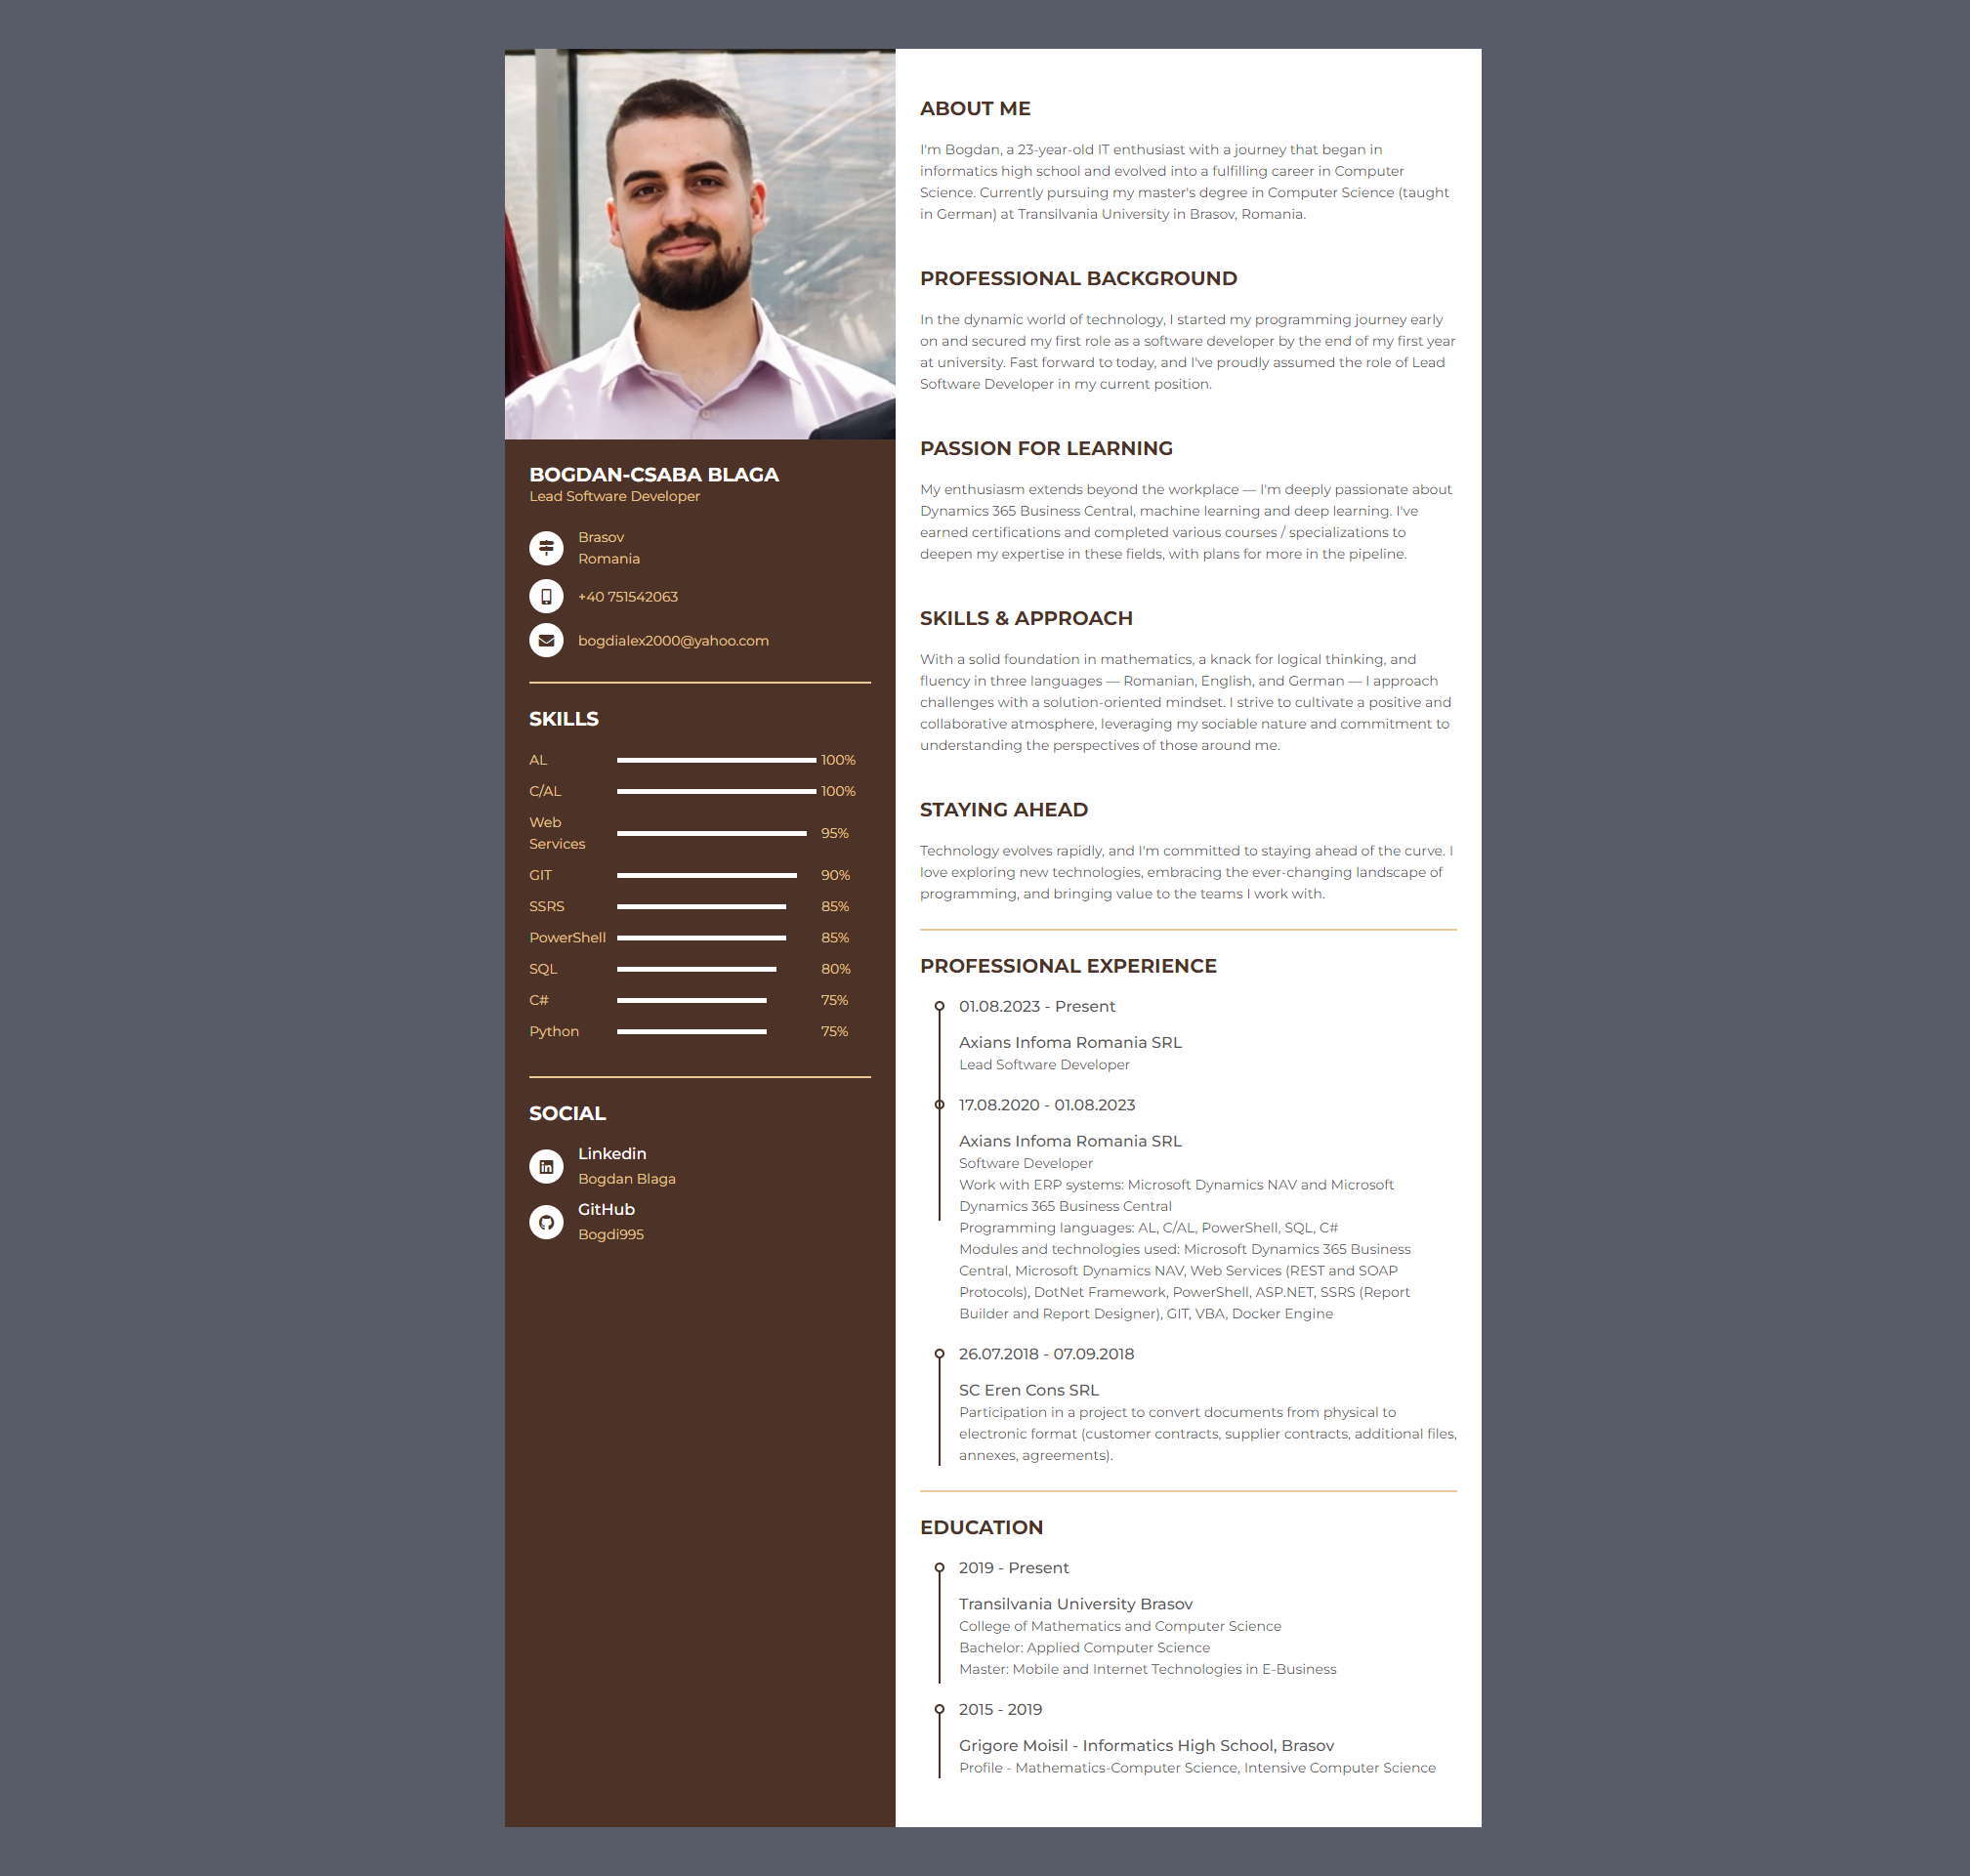 BOGDAN-CSABA BLAGA
Lead Software Developer
Brasov
Romania
+40 751542063
bogdialex2000@yahoo.com
SKILLS
AL 100%
C/AL 100%
Web
Services 95%
GIT 90%
SSRS 85%
PowerShell 85%
SQL 80%
C# 75%
Python 75%
SOCIAL
Linkedin
Bogdan Blaga
GitHub
Bogdi995
ABOUT ME
I'm Bogdan, a 23-year-old IT enthusiast with a journey that began in
informatics high school and evolved into a fulfilling career in Computer
Science. Currently pursuing my master's degree in Computer Science (taught
in German) at Transilvania University in Brasov, Romania.
PROFESSIONAL BACKGROUND
In the dynamic world of technology, I started my programming journey early
on and secured my first role as a software developer by the end of my first year
at university. Fast forward to today, and I've proudly assumed the role of Lead
Software Developer in my current position.
PASSION FOR LEARNING
My enthusiasm extends beyond the workplace — I'm deeply passionate about
Dynamics 365 Business Central, machine learning and deep learning. I've
earned certifications and completed various courses / specializations to
deepen my expertise in these fields, with plans for more in the pipeline.
SKILLS & APPROACH
With a solid foundation in mathematics, a knack for logical thinking, and
fluency in three languages — Romanian, English, and German — I approach
challenges with a solution-oriented mindset. I strive to cultivate a positive and
collaborative atmosphere, leveraging my sociable nature and commitment to
understanding the perspectives of those around me.
STAYING AHEAD
Technology evolves rapidly, and I'm committed to staying ahead of the curve. I
love exploring new technologies, embracing the ever-changing landscape of
programming, and bringing value to the teams I work with.
PROFESSIONAL EXPERIENCE
01.08.2023 - Present
Axians Infoma Romania SRL
Lead Software Developer
17.08.2020 - 01.08.2023
Axians Infoma Romania SRL
Software Developer
Work with ERP systems: Microsoft Dynamics NAV and Microsoft
Dynamics 365 Business Central
Programming languages: AL, C/AL, PowerShell, SQL, C#
Modules and technologies used: Microsoft Dynamics 365 Business
Central, Microsoft Dynamics NAV, Web Services (REST and SOAP
Protocols), DotNet Framework, PowerShell, ASP.NET, SSRS (Report
Builder and Report Designer), GIT, VBA, Docker Engine
26.07.2018 - 07.09.2018
SC Eren Cons SRL
Participation in a project to convert documents from physical to
electronic format (customer contracts, supplier contracts, additional files,
annexes, agreements).
EDUCATION
2019 - Present
Transilvania University Brasov
College of Mathematics and Computer Science
Bachelor: Applied Computer Science
Master: Mobile and Internet Technologies in E-Business
2015 - 2019
Grigore Moisil - Informatics High School, Brasov
Profile - Mathematics-Computer Science, Intensive Computer Science